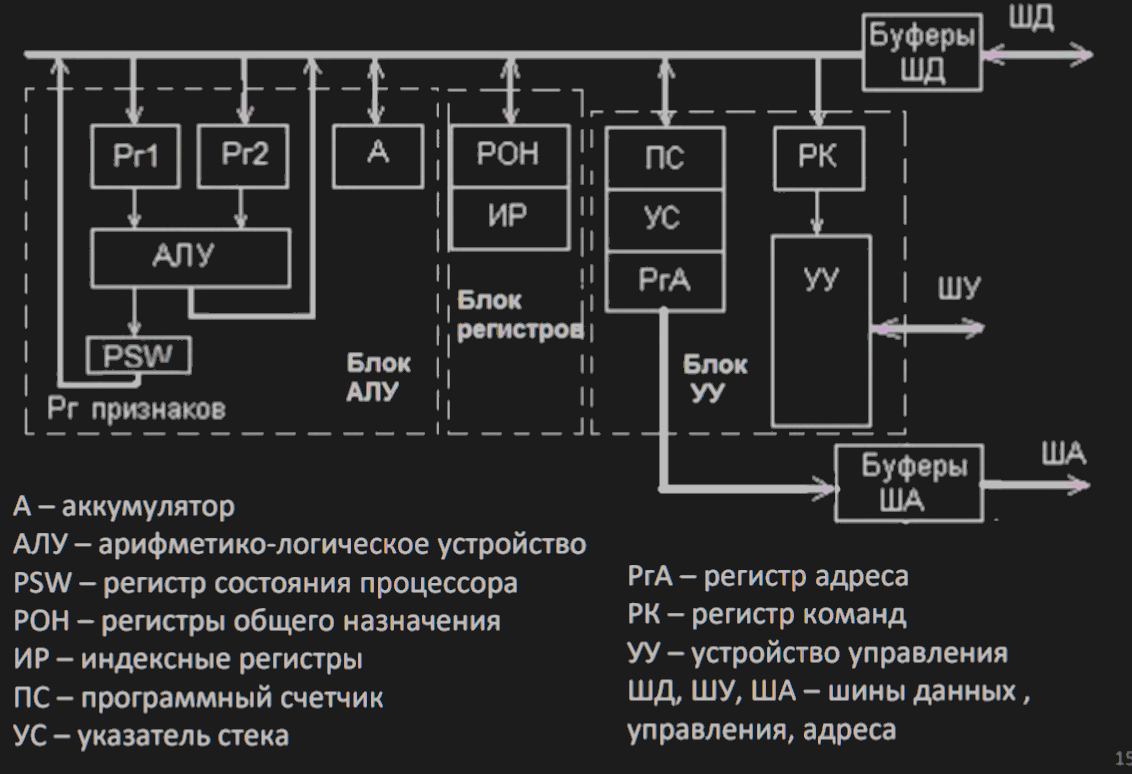 ШД
Буферы
ШД
Рг1
Рг2
А
РОН
ПС
РК
ИР
УС
АЛУ
РгА
УУ
ШУ
Блок
регистров
PSW
Блок
АЛУ
Блок
УУ
Рг признаков
Буферы
ША
ША
А – аккумулятор
АЛУ – арифметико-логическое устройство
PSW – регистр состояния процессора
РОН – регистры общего назначения
ИР – индексные регистры
ПС – программный счетчик
УС – указатель стека
РгА – регистр адреса
РК – регистр команд
УУ – устройство управления
ШД, ШУ, ША – шины данных ,
управления, адреса
15